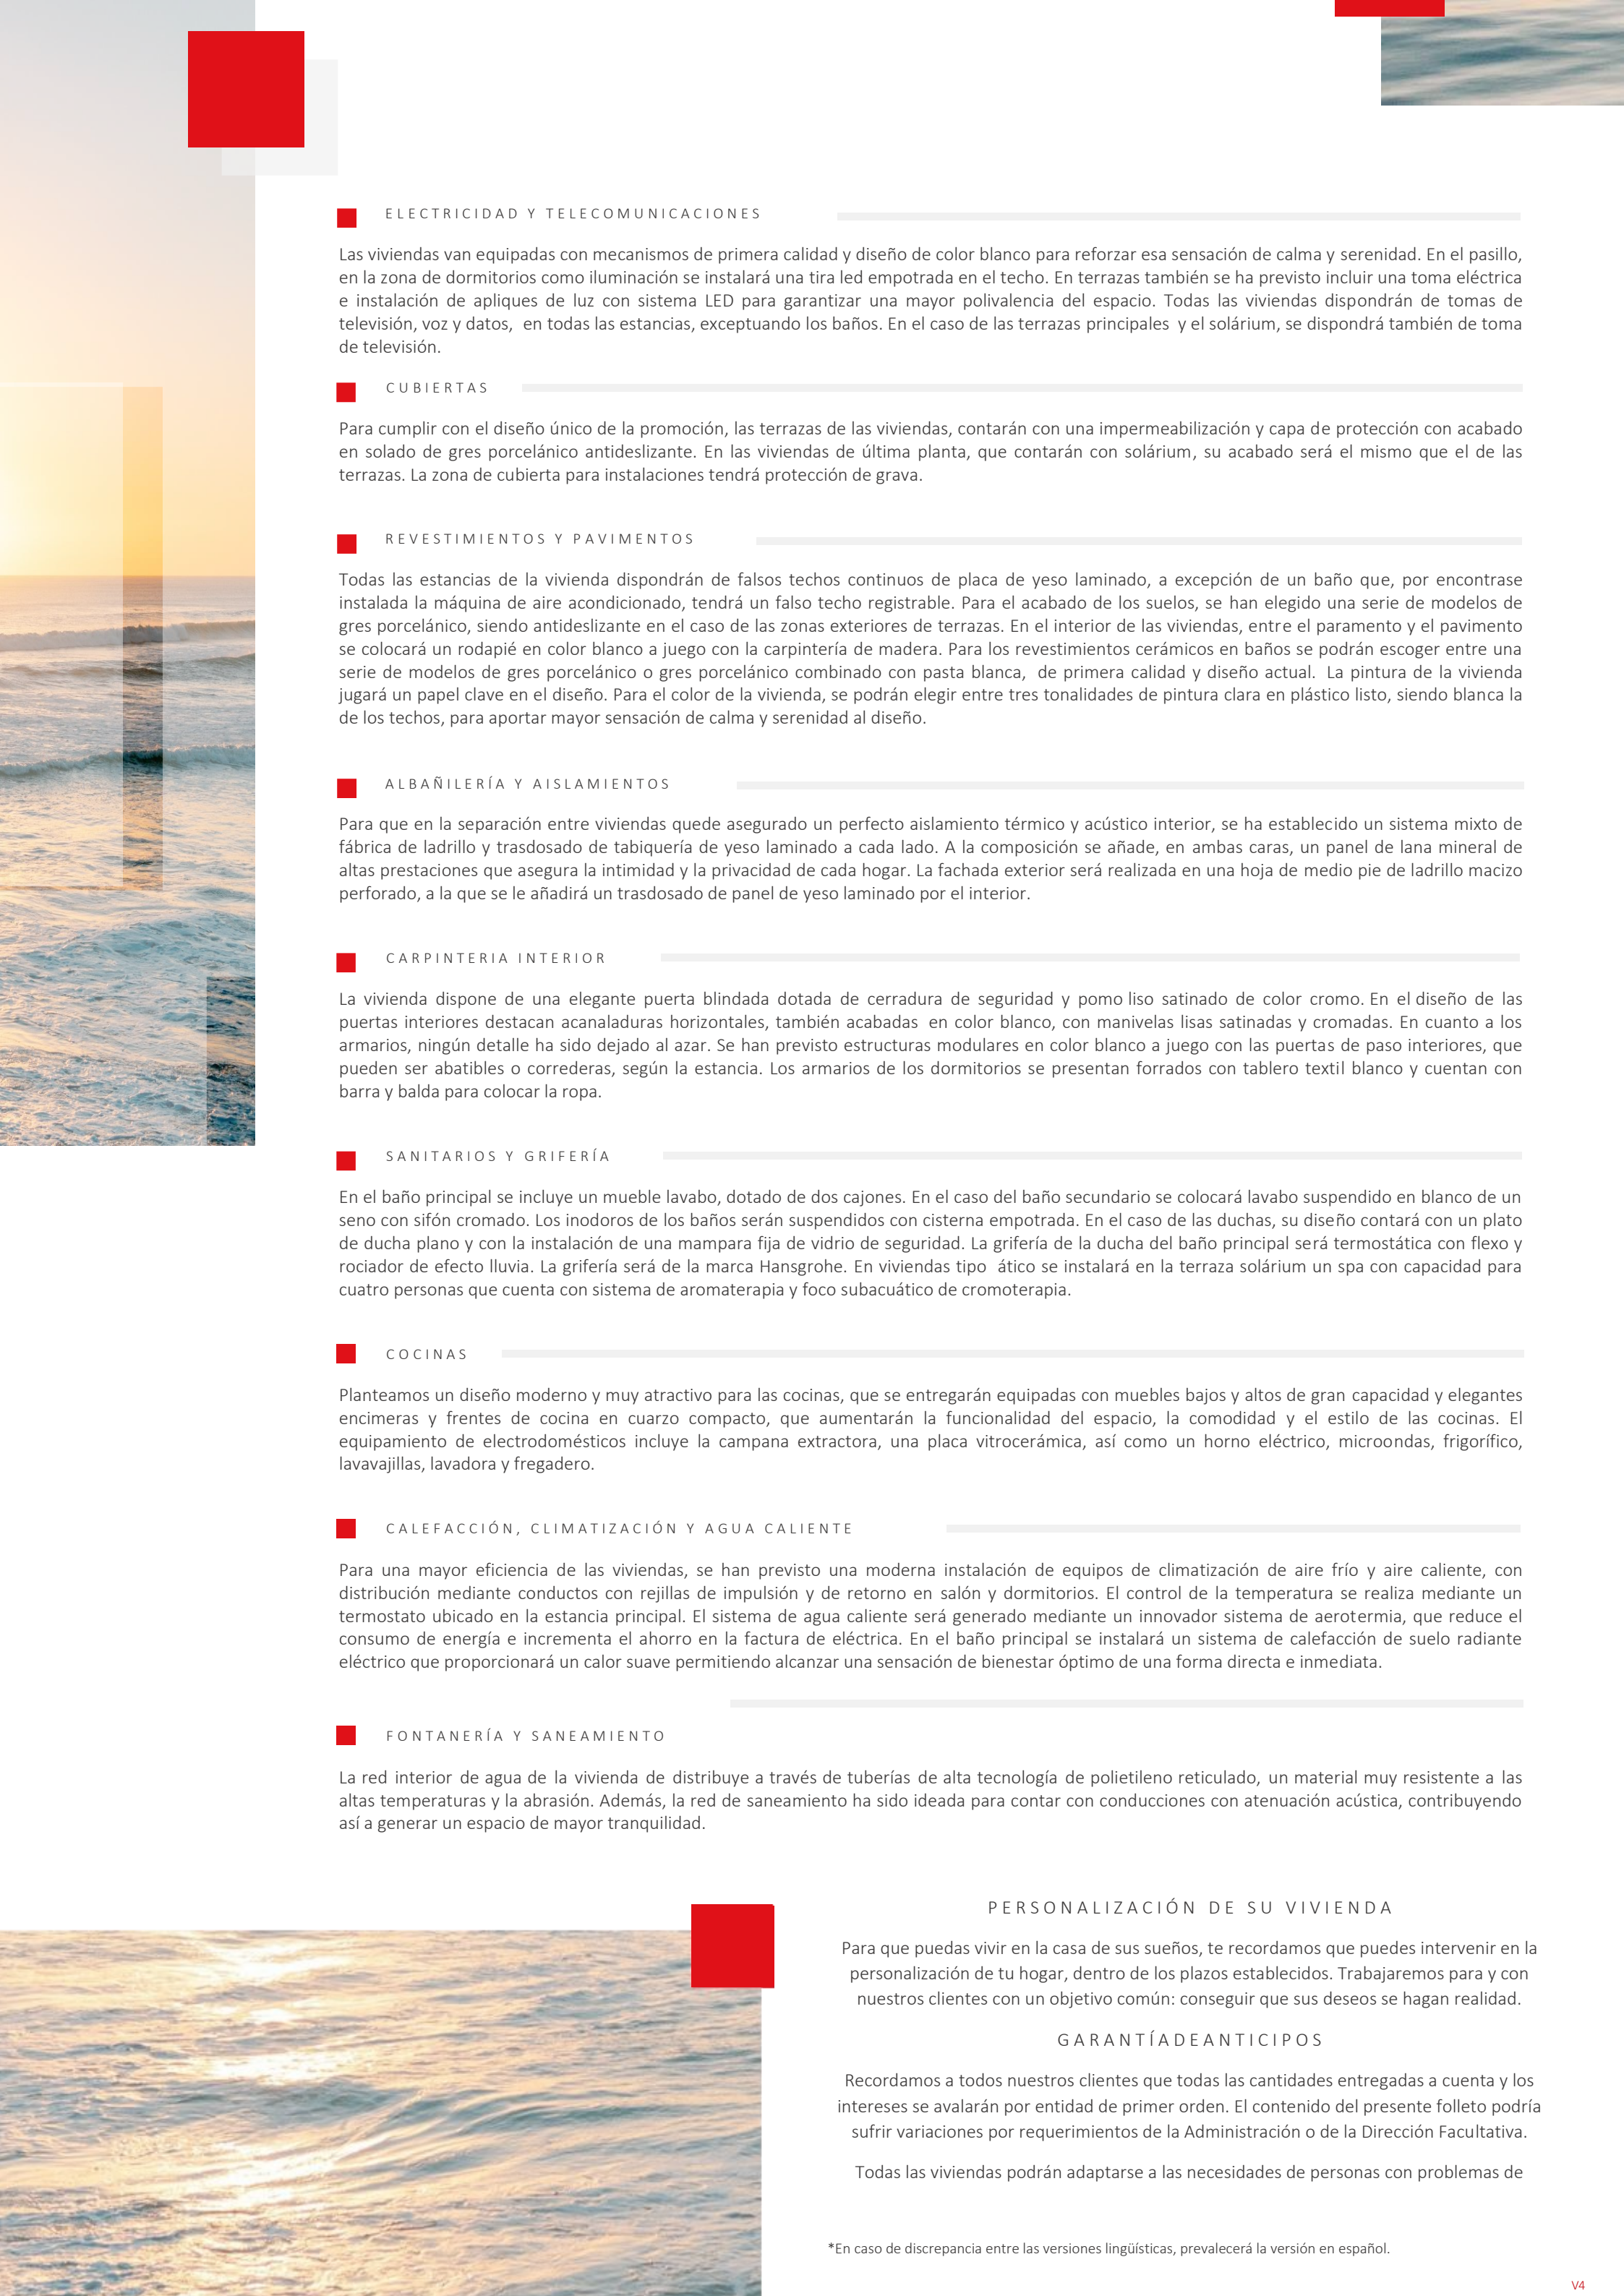 ELECTRICIDAD Y TELECOMUNICACIONES
Las viviendas van equipadas con mecanismos de primera calidad y diseño de color blanco para reforzar esa sensación de calma y serenidad. En el pasillo,
en la zona de dormitorios como iluminación se instalará una tira led empotrada en el techo. En terrazas también se ha previsto incluir una toma eléctrica
e instalación de apliques de luz con sistema LED para garantizar una mayor polivalencia del espacio. Todas las viviendas dispondrán de tomas de
televisión, voz y datos, en todas las estancias, exceptuando los baños. En el caso de las terrazas principales y el solárium, se dispondrá también de toma
de televisión.
CUBIERTAS
Para cumplir con el diseño único de la promoción, las terrazas de las viviendas, contarán con una impermeabilización y capa de protección con acabado
en solado de gres porcelánico antideslizante. En las viviendas de última planta, que contarán con solárium, su acabado será el mismo que el de las
terrazas. La zona de cubierta para instalaciones tendrá protección de grava.
REVESTIMIENTOS Y PAVIMENTOS
Todas las estancias de la vivienda dispondrán de falsos techos continuos de placa de yeso laminado, a excepción de un baño que, por encontrase
instalada la máquina de aire acondicionado, tendrá un falso techo registrable. Para el acabado de los suelos, se han elegido una serie de modelos de
gres porcelánico, siendo antideslizante en el caso de las zonas exteriores de terrazas. En el interior de las viviendas, entre el paramento y el pavimento
se colocará un rodapié en color blanco a juego con la carpintería de madera. Para los revestimientos cerámicos en baños se podrán escoger entre una
serie de modelos de gres porcelánico o gres porcelánico combinado con pasta blanca, de primera calidad y diseño actual. La pintura de la vivienda
jugará un papel clave en el diseño. Para el color de la vivienda, se podrán elegir entre tres tonalidades de pintura clara en plástico listo, siendo blanca la
de los techos, para aportar mayor sensación de calma y serenidad al diseño.
ALBAÑILERÍA Y AISLAMIENTOS
Para que en la separación entre viviendas quede asegurado un perfecto aislamiento térmico y acústico interior, se ha establecido un sistema mixto de
fábrica de ladrillo y trasdosado de tabiquería de yeso laminado a cada lado. A la composición se añade, en ambas caras, un panel de lana mineral de
altas prestaciones que asegura la intimidad y la privacidad de cada hogar. La fachada exterior será realizada en una hoja de medio pie de ladrillo macizo
perforado, a la que se le añadirá un trasdosado de panel de yeso laminado por el interior.
CARPINTERIA INTERIOR
La vivienda dispone de una elegante puerta blindada dotada de cerradura de seguridad y pomo liso satinado de color cromo. En el diseño de las
puertas interiores destacan acanaladuras horizontales, también acabadas en color blanco, con manivelas lisas satinadas y cromadas. En cuanto a los
armarios, ningún detalle ha sido dejado al azar. Se han previsto estructuras modulares en color blanco a juego con las puertas de paso interiores, que
pueden ser abatibles o correderas, según la estancia. Los armarios de los dormitorios se presentan forrados con tablero textil blanco y cuentan con
barra y balda para colocar la ropa.
SANITARIOS Y GRIFERÍA
En el baño principal se incluye un mueble lavabo, dotado de dos cajones. En el caso del baño secundario se colocará lavabo suspendido en blanco de un
seno con sifón cromado. Los inodoros de los baños serán suspendidos con cisterna empotrada. En el caso de las duchas, su diseño contará con un plato
de ducha plano y con la instalación de una mampara fija de vidrio de seguridad. La grifería de la ducha del baño principal será termostática con flexo y
rociador de efecto lluvia. La grifería será de la marca Hansgrohe. En viviendas tipo ático se instalará en la terraza solárium un spa con capacidad para
cuatro personas que cuenta con sistema de aromaterapia y foco subacuático de cromoterapia.
COCINAS
Planteamos un diseño moderno y muy atractivo para las cocinas, que se entregarán equipadas con muebles bajos y altos de gran capacidad y elegantes
encimeras y frentes de cocina en cuarzo compacto, que aumentarán la funcionalidad del espacio, la comodidad y el estilo de las cocinas. El
equipamiento de electrodomésticos incluye la campana extractora, una placa vitrocerámica, así como un horno eléctrico, microondas, frigorífico,
lavavajillas, lavadora y fregadero.
CALEFACCIÓN, CLIMATIZACIÓN Y AGUA CALIENTE
Para una mayor eficiencia de las viviendas, se han previsto una moderna instalación de equipos de climatización de aire frío y aire caliente, con
distribución mediante conductos con rejillas de impulsión y de retorno en salón y dormitorios. El control de la temperatura se realiza mediante un
termostato ubicado en la estancia principal. El sistema de agua caliente será generado mediante un innovador sistema de aerotermia, que reduce el
consumo de energía e incrementa el ahorro en la factura de eléctrica. En el baño principal se instalará un sistema de calefacción de suelo radiante
eléctrico que proporcionará un calor suave permitiendo alcanzar una sensación de bienestar óptimo de una forma directa e inmediata.
FONTANERÍA Y SANEAMIENTO
La red interior de agua de la vivienda de distribuye a través de tuberías de alta tecnología de polietileno reticulado, un material muy resistente a las
altas temperaturas y la abrasión. Además, la red de saneamiento ha sido ideada para contar con conducciones con atenuación acústica, contribuyendo
así a generar un espacio de mayor tranquilidad.
PERSONALIZACIÓN DE SU VIVIENDA
Para que puedas vivir en la casa de sus sueños, te recordamos que puedes intervenir en la
personalización de tu hogar, dentro de los plazos establecidos. Trabajaremos para y con
nuestros clientes con un objetivo común: conseguir que sus deseos se hagan realidad.
GARANTÍADEANTICIPOS
Recordamos a todos nuestros clientes que todas las cantidades entregadas a cuenta y los
intereses se avalarán por entidad de primer orden. El contenido del presente folleto podría
sufrir variaciones por requerimientos de la Administración o de la Dirección Facultativa.
Todas las viviendas podrán adaptarse a las necesidades de personas con problemas de
*En caso de discrepancia entre las versiones lingüísticas, prevalecerá la versión en español.
V4